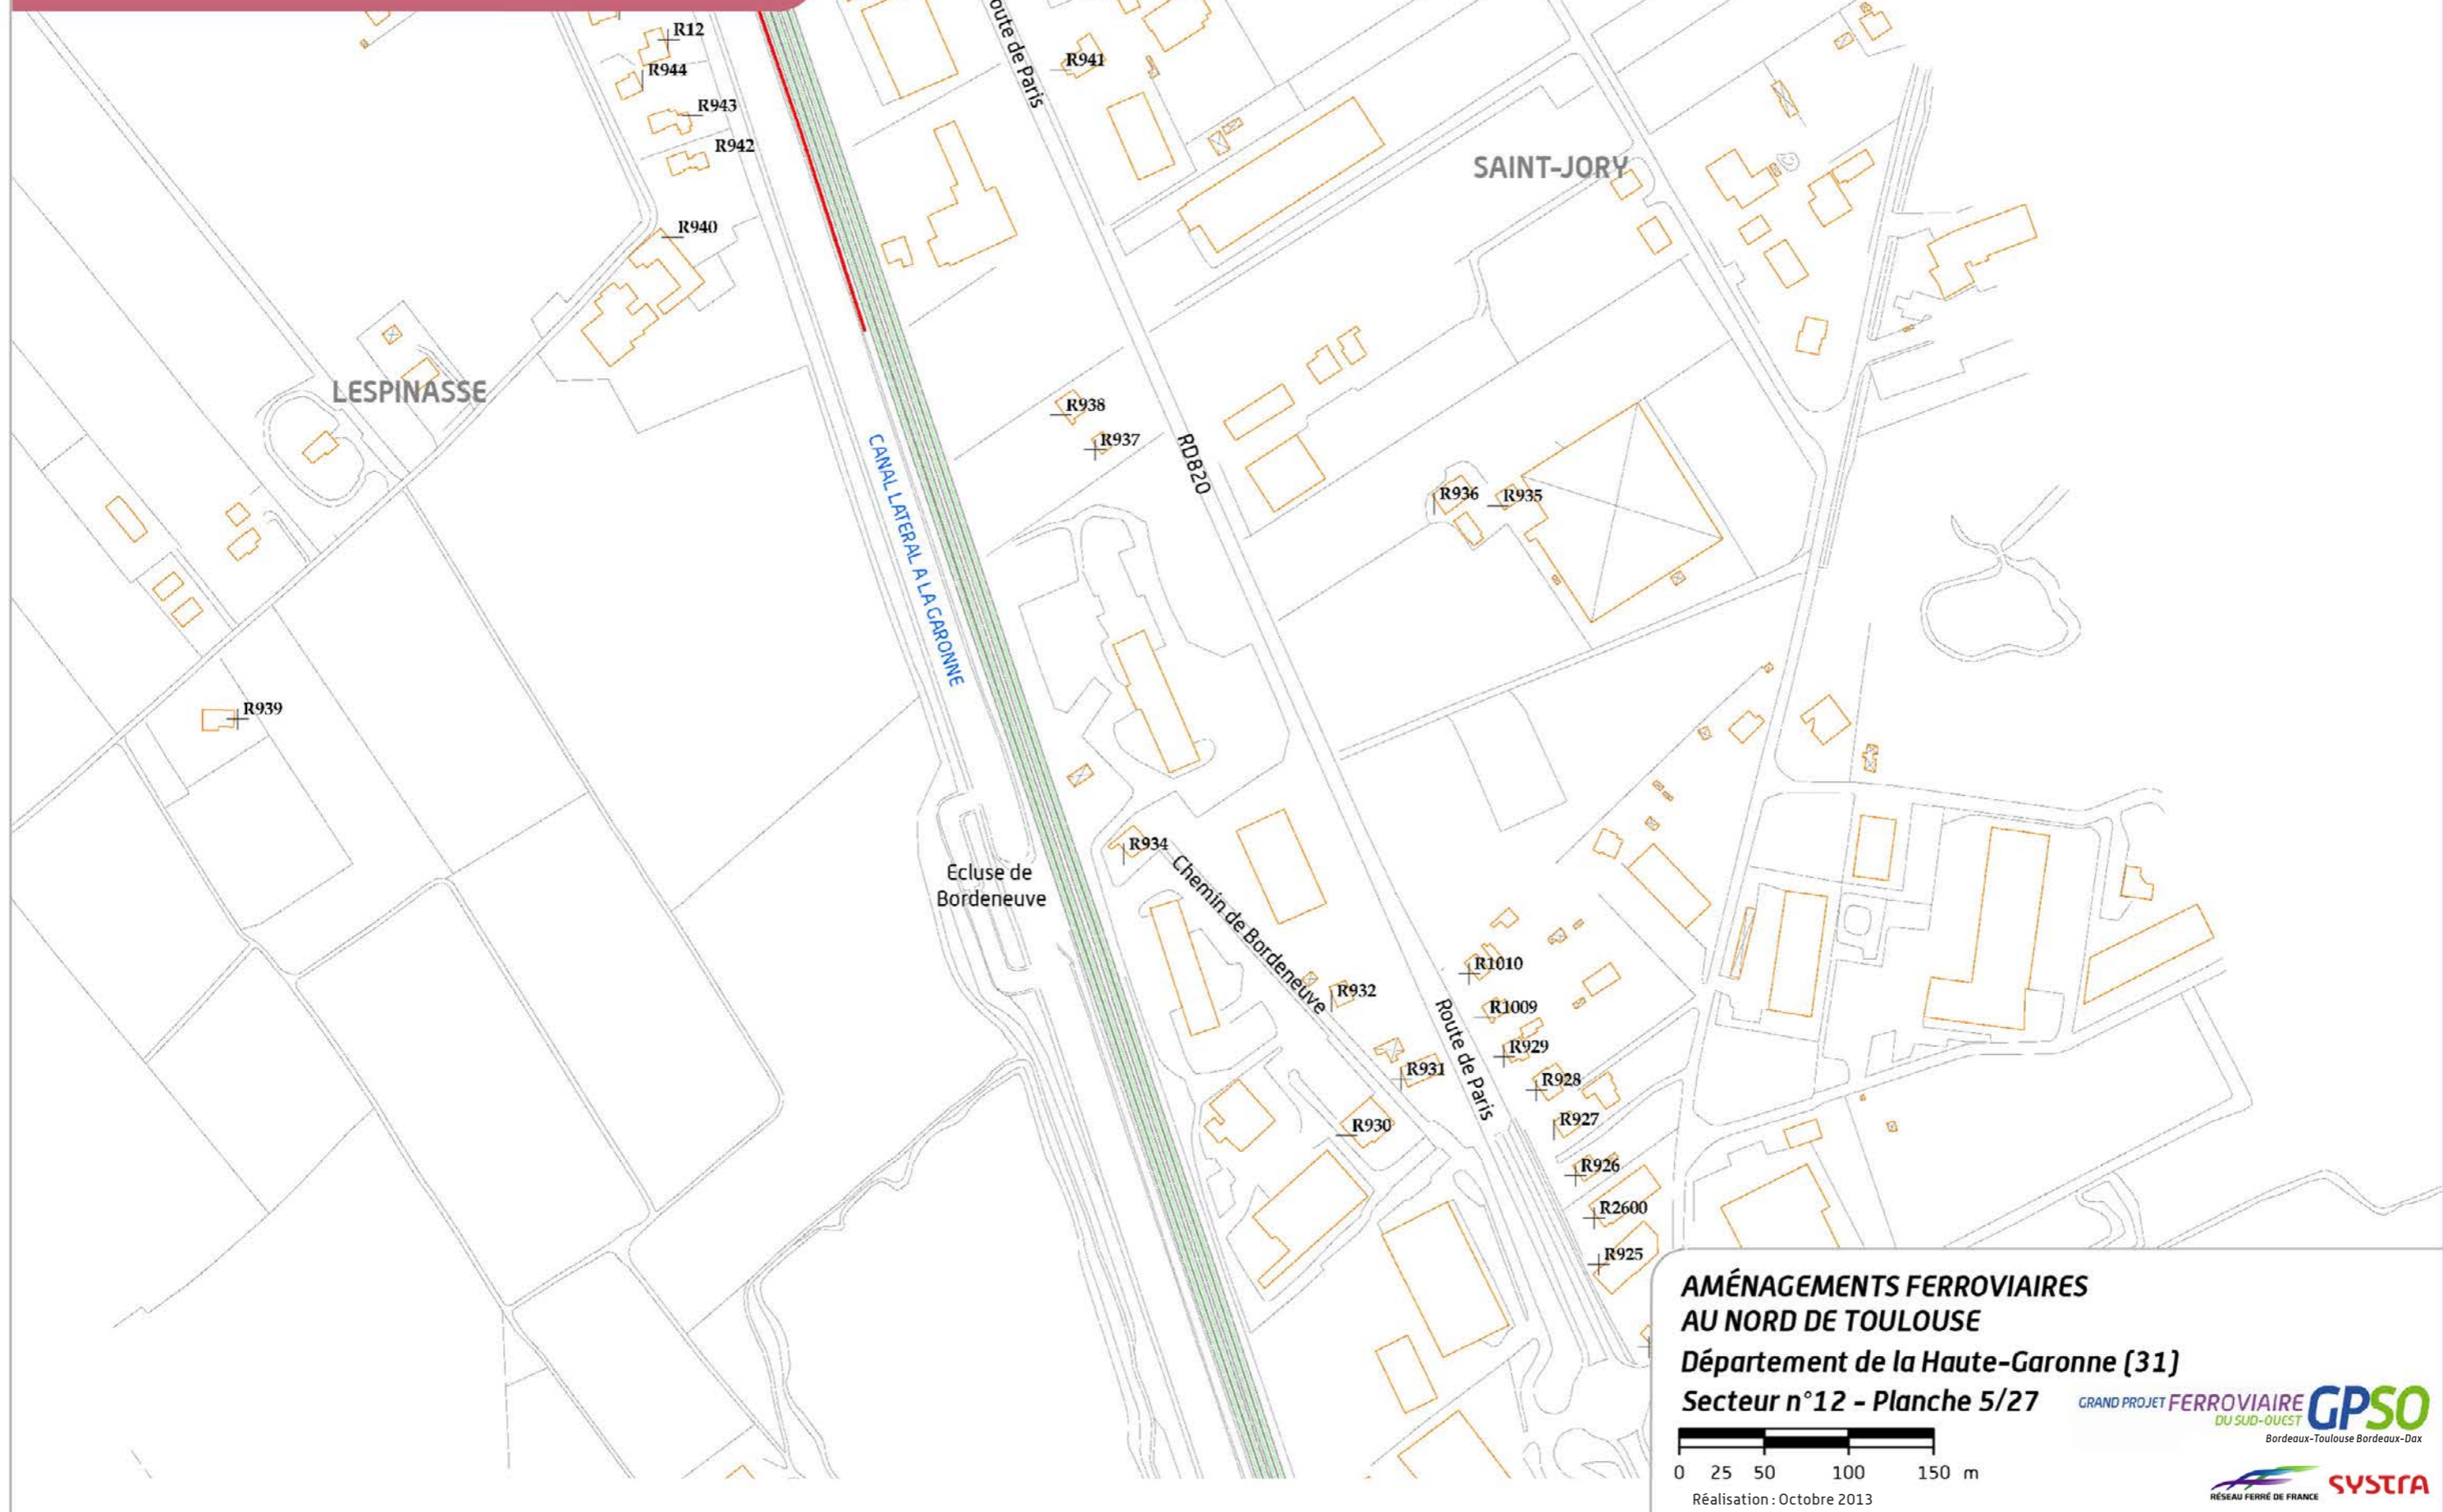 oute de Paris
R12
R944
R943
R942
R941
SAINT-JORY
R940
LESPINASSE
R938
R937
RD820
CANAL LATERAL A LA GARONNE
R936
R935
R939
R934
Ecluse de
Bordeneuve
Chemin de Bordeneuve
R1010
R932
R1009
Route de Paris
R929
R931
R928
R927
R930
R926
R2600
R925
AMÉNAGEMENTS FERROVIAIRES
AU NORD DE TOULOUSE
Département de la Haute-Garonne (31)
Secteur n°12 - Planche 5/27
GRAND PROJET FERROVIAIRE
DU SUD-OUEST
GPSO
Bordeaux-Toulouse Bordeaux-Dax
0 25 50 100 150 m
Réalisation : Octobre 2013
RÉSEAU FERRÉ DE FRANCE
SYSTRA